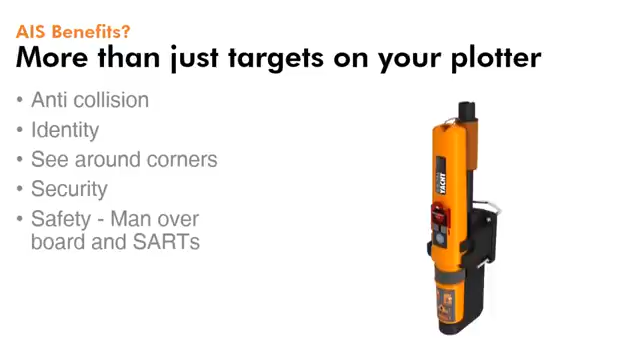 AIS Benefits?
More than just targets on your plotter
• Anti collision
• Identity
• See around corners
• Security
• Safety - Man over
board and SARTs
YACHT